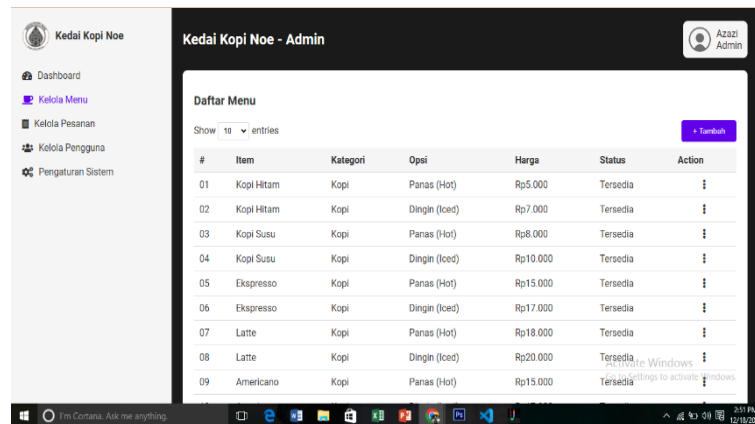 Kedai Kopi Noe
Kedai Kopi Noe - Admin
Azazi
Admin
Dashboard
Kelola Menu
Kelola Pesanan
Kelola Pengguna
Pengaturan Sistem
Daftar Menu
Show 10 entries
+ Tambah
# Item Kategori Opsi Harga Status Action
01 Kopi Hitam Kopi Panas (Hot) Rp5.000 Tersedia
02 Kopi Hitam Kopi Dingin (Iced) Rp7.000 Tersedia
03 Kopi Susu Kopi Panas (Hot) Rp8.000 Tersedia
04 Kopi Susu Kopi Dingin (Iced) Rp10.000 Tersedia
05 Ekspresso Kopi Panas (Hot) Rp15.000 Tersedia
06 Ekspresso Kopi Dingin (Iced) Rp17.000 Tersedia
07 Latte Kopi Panas (Hot) Rp18.000 Tersedia
08 Latte Kopi Dingin (Iced) Rp20.000 Tersedia
Activate Windows
Go to Settings to activate Windows.
09 Americano Kopi Panas (Hot) Rp15.000 Tersedia
I'm Cortana. Ask me anything.
2:51 PM
12/18/20